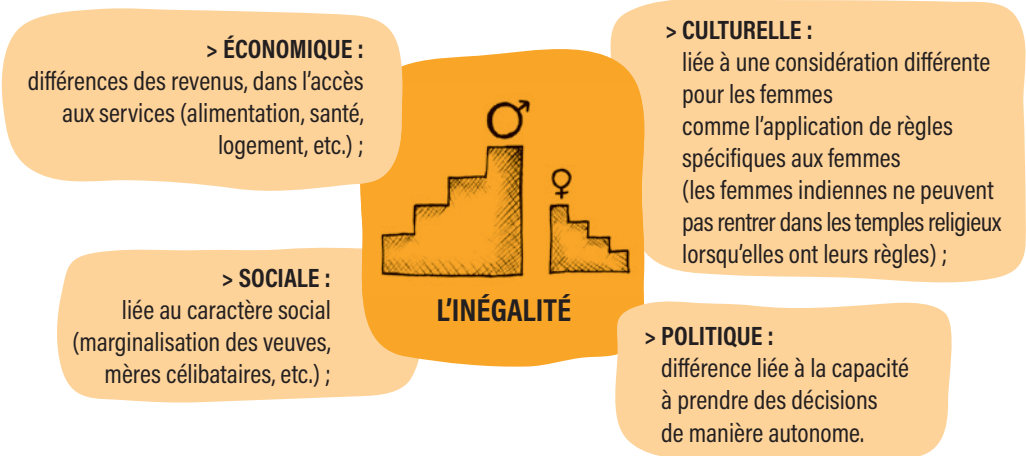 > ÉCONOMIQUE :
différences des revenus, dans l'accès
aux services (alimentation, santé,
logement, etc.) ;
> SOCIALE :
liée au caractère social
(marginalisation des veuves,
mères célibataires, etc.) ;
L'INÉGALITÉ
> CULTURELLE :
liée à une considération différente
pour les femmes
comme l'application de règles
spécifiques aux femmes
(les femmes indiennes ne peuvent
pas rentrer dans les temples religieux
lorsqu'elles ont leurs règles) ;
> POLITIQUE :
différence liée à la capacité
à prendre des décisions
de manière autonome.